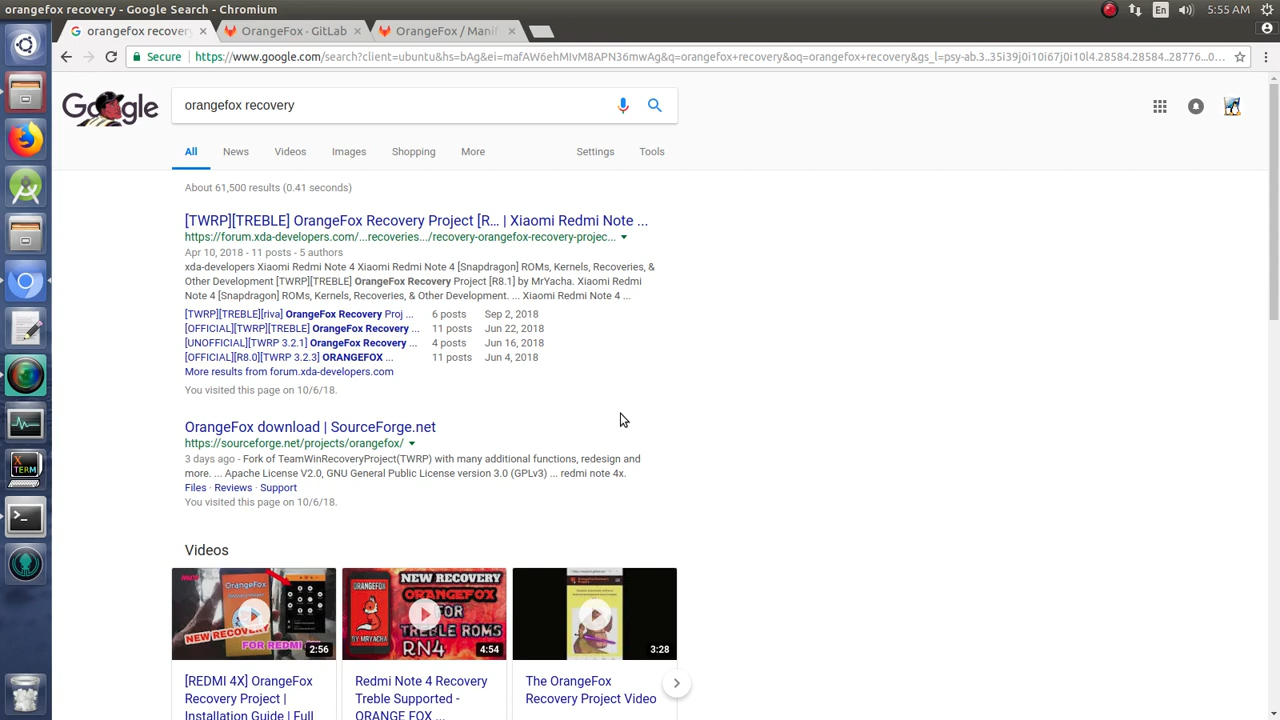 orangefox recovery - Google Search - Chromium
En
5:55 AM
orangefox recovery
OrangeFox · GitLab
OrangeFox / Manif
Secure
https://www.google.com/search?client=ubuntu&hs=bAg&ei=mafAW6ehMIvM8APN36mwAg&q=orangefox+recovery&oq=orangefox+recovery&gs_l=psy-ab.3..35i39j0i10i67j0i10l4.28584.28584..28776...0...
Google
orangefox recovery
All
News
Videos
Images
Shopping
More
Settings
Tools
About 61,500 results (0.41 seconds)
[TWRP][TREBLE] OrangeFox Recovery Project [R... | Xiaomi Redmi Note ...
https://forum.xda-developers.com/...recoveries.../recovery-orangefox-recovery-projec...
Apr 10, 2018 - 11 posts - 5 authors
xda-developers Xiaomi Redmi Note 4 Xiaomi Redmi Note 4 [Snapdragon] ROMs, Kernels, Recoveries, &
Other Development [TWRP][TREBLE] OrangeFox Recovery Project [R8.1] by MrYacha. Xiaomi Redmi
Note 4 [Snapdragon] ROMs, Kernels, Recoveries, & Other Development. ... Xiaomi Redmi Note 4 ...
[TWRP][TREBLE][riva] OrangeFox Recovery Proj ... 6 posts Sep 2, 2018
[OFFICIAL][TWRP][TREBLE] OrangeFox Recovery ... 11 posts Jun 22, 2018
[UNOFFICIAL][TWRP 3.2.1] OrangeFox Recovery ... 4 posts Jun 16, 2018
[OFFICIAL][R8.0][TWRP 3.2.3] ORANGEFOX ... 11 posts Jun 4, 2018
More results from forum.xda-developers.com
You visited this page on 10/6/18.
OrangeFox download | SourceForge.net
https://sourceforge.net/projects/orangefox/
3 days ago - Fork of TeamWinRecoveryProject(TWRP) with many additional functions, redesign and
more. ... Apache License V2.0, GNU General Public License version 3.0 (GPLv3) ... redmi note 4x.
Files · Reviews · Support
You visited this page on 10/6/18.
Videos
OrangeFox
NEW RECOVERY
FOR REDMI
2:56
NEW RECOVERY
ORANGEFOX
FOR
TREBLE ROMS
RN4
ORANGEFOX
BY MRYACHA
4:54
3:28
[REDMI 4X] OrangeFox
Recovery Project |
Installation Guide | Full
Redmi Note 4 Recovery
Treble Supported -
ORANGE FOX ...
The OrangeFox
Recovery Project Video
X
TERM